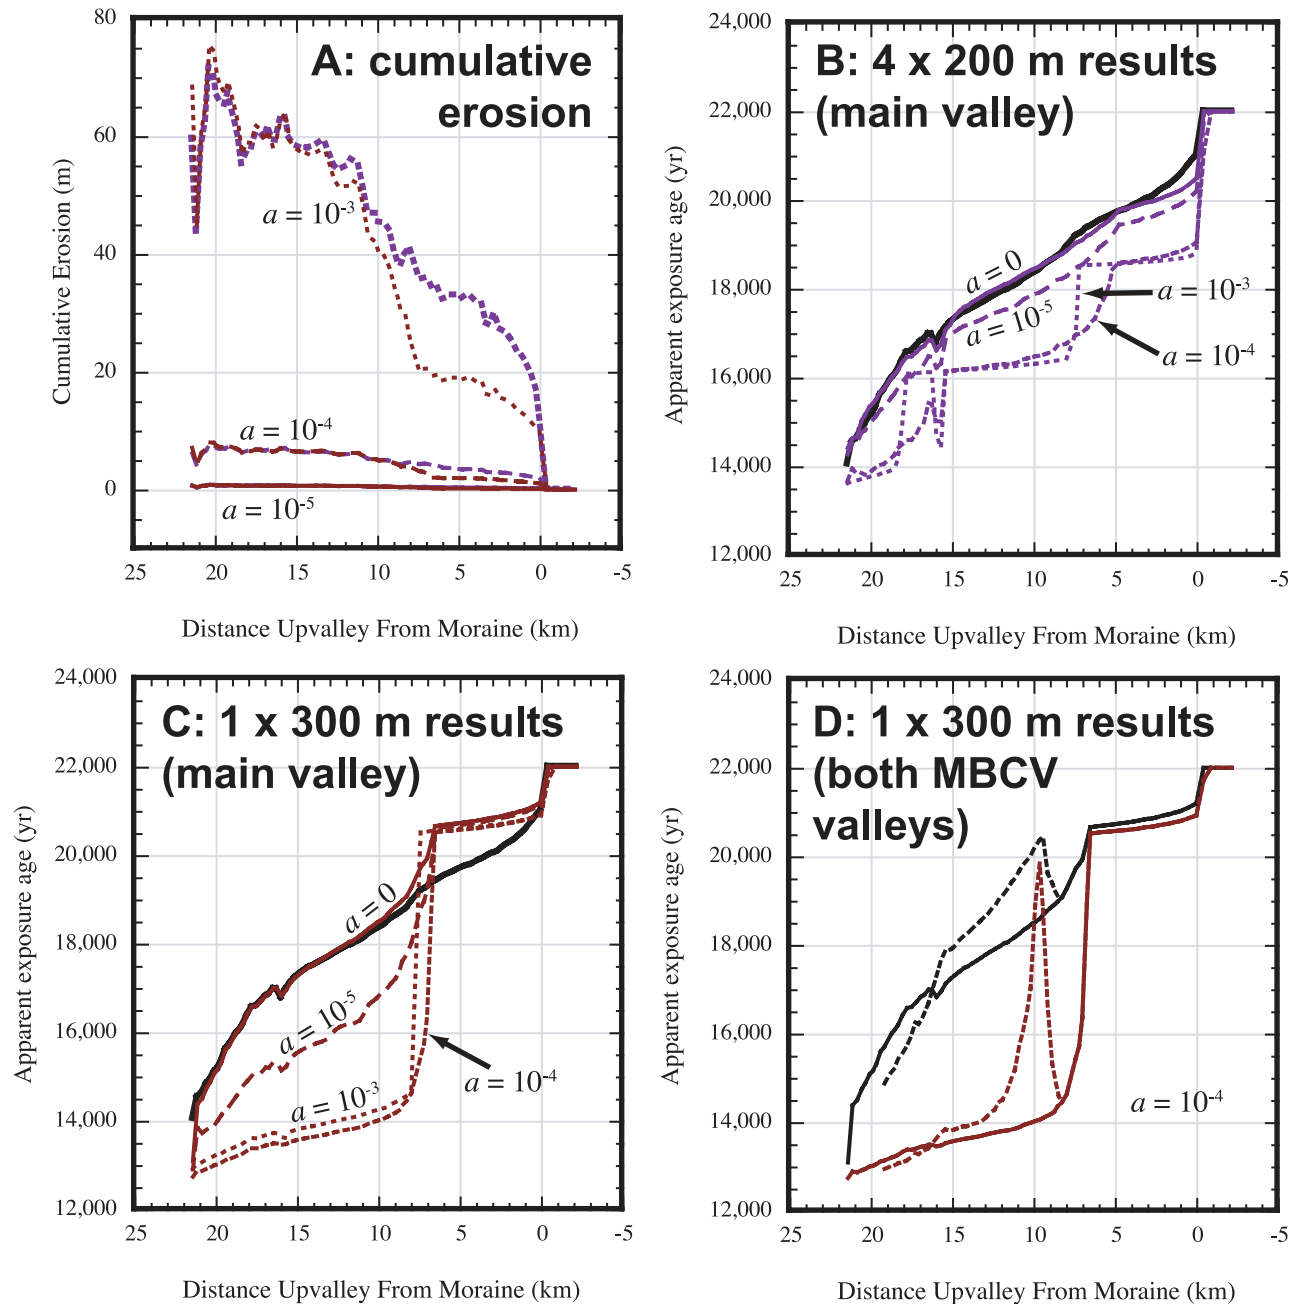 A: cumulative
erosion
80
60
40
20
0
Cumulative Erosion (m)
a = 10-3
a = 10-4
a = 10-5
25 20 15 10 5 0 -5
Distance Upvalley From Moraine (km)
B: 4 x 200 m results
(main valley)
24,000
22,000
20,000
18,000
16,000
14,000
12,000
Apparent exposure age (yr)
a = 0
a = 10-5
a = 10-3
a = 10-4
25 20 15 10 5 0 -5
Distance Upvalley From Moraine (km)
C: 1 x 300 m results
(main valley)
24,000
22,000
20,000
18,000
16,000
14,000
12,000
Apparent exposure age (yr)
a = 0
a = 10-5
a = 10-3
a = 10-4
25 20 15 10 5 0 -5
Distance Upvalley From Moraine (km)
D: 1 x 300 m results
(both MBCV
valleys)
24,000
22,000
20,000
18,000
16,000
14,000
12,000
Apparent exposure age (yr)
a = 10-4
25 20 15 10 5 0 -5
Distance Upvalley From Moraine (km)